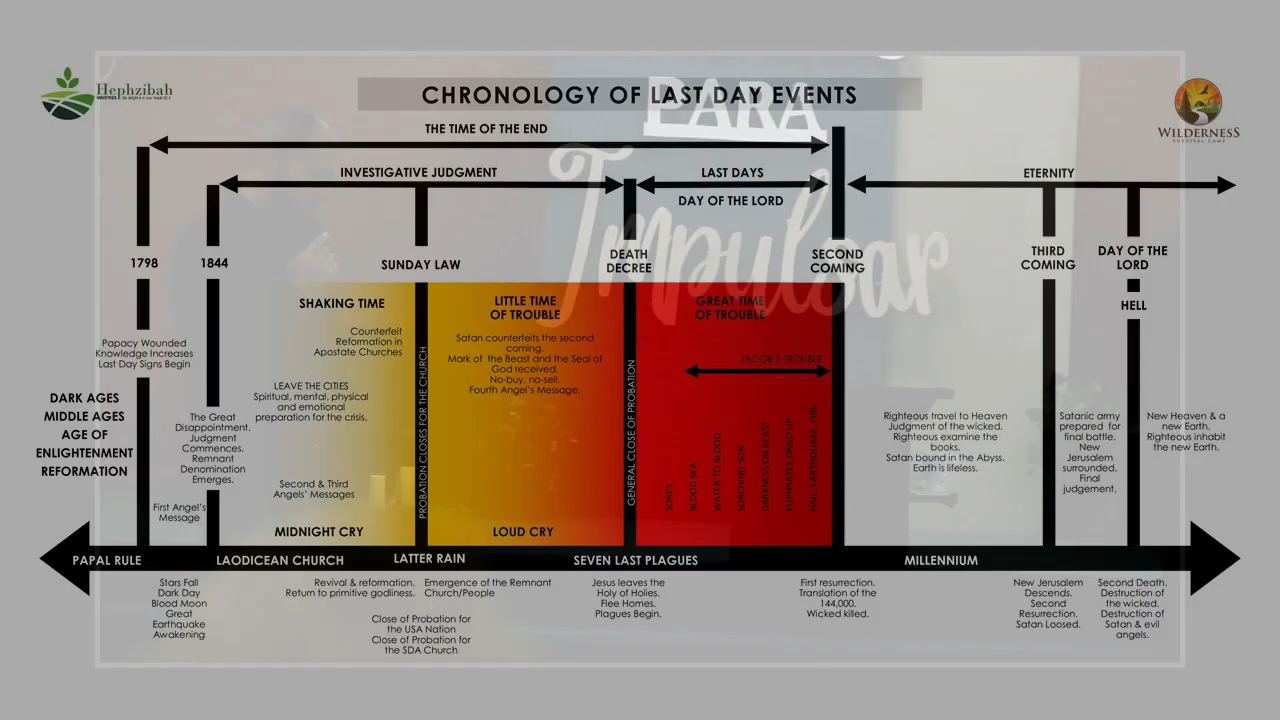 Hephzibah
CHRONOLOGY OF LAST DAY EVENTS
PARA
Impulsar
WILDERNESS
SURVIVAL CAMP
THE TIME OF THE END
INVESTIGATIVE JUDGMENT
LAST DAYS
DAY OF THE LORD
ETERNITY
1798
1844
SUNDAY LAW
DEATH
DECREE
SECOND
COMING
THIRD
COMING
DAY OF THE
LORD
HELL
SHAKING TIME
LITTLE TIME
OF TROUBLE
GREAT TIME
OF TROUBLE
Papacy Wounded
Knowledge Increases
Last Day Signs Begin
Counterfeit
Reformation in
Apostate Churches
Satan counterfeits the second
coming.
Mark of the Beast and the Seal of
God received.
No-buy, no-sell.
Fourth Angel's Message.
JACOB'S TROUBLE
DARK AGES
MIDDLE AGES
AGE OF
ENLIGHTENMENT
REFORMATION
LEAVE THE CITIES
Spiritual, mental, physical
and emotional
preparation for the crisis.
The Great
Disappointment.
Judgment
Commences.
Remnant
Denomination
Emerges.
PROBATION CLOSES FOR THE CHURCH
GENERAL CLOSE OF PROBATION
SORES
BLOOD SEA
WATER TO BLOOD
SORCHING SUN
DARKNESS ON BEAST
EUPHRATES DRIED UP
HAIL, EARTHQUAKE, FIRE
Righteous travel to Heaven
Judgment of the wicked.
Righteous examine the
books.
Satan bound in the Abyss.
Earth is lifeless.
Satanic army
prepared for
final battle.
New
Jerusalem
surrounded.
Final
judgement.
New Heaven & a
new Earth.
Righteous inhabit
the new Earth.
First Angel's
Message
Second & Third
Angels' Messages
MIDNIGHT CRY
LOUD CRY
PAPAL RULE
LAODICEAN CHURCH
LATTER RAIN
SEVEN LAST PLAGUES
MILLENNIUM
Stars Fall
Dark Day
Blood Moon
Great
Earthquake
Awakening
Revival & reformation.
Return to primitive godliness.
Emergence of the Remnant
Church/People
Close of Probation for
the USA Nation
Close of Probation for
the SDA Church
Jesus leaves the
Holy of Holies.
Flee Homes.
Plagues Begin.
First resurrection.
Translation of the
144,000.
Wicked killed.
New Jerusalem
Descends.
Second
Resurrection.
Satan Loosed.
Second Death.
Destruction of
the wicked.
Destruction of
Satan & evil
angels.